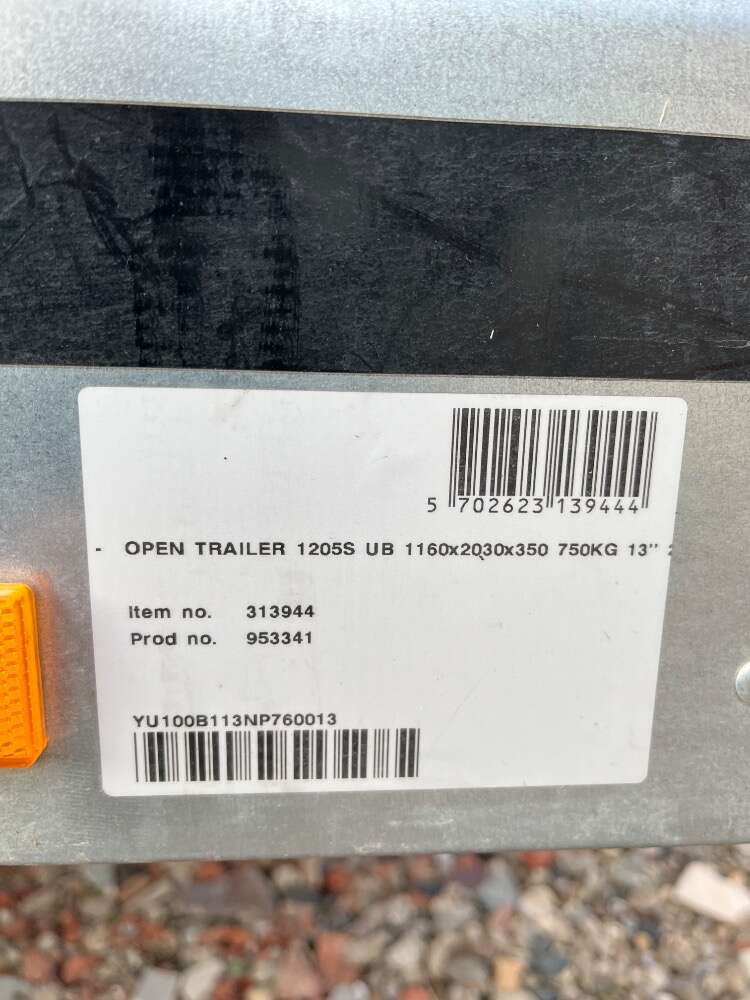 5 702623 139444
- OPEN TRAILER 1205S UB 1160x2030x350 750KG 13''
Item no. 313944
Prod no. 953341
YU100B113NP760013